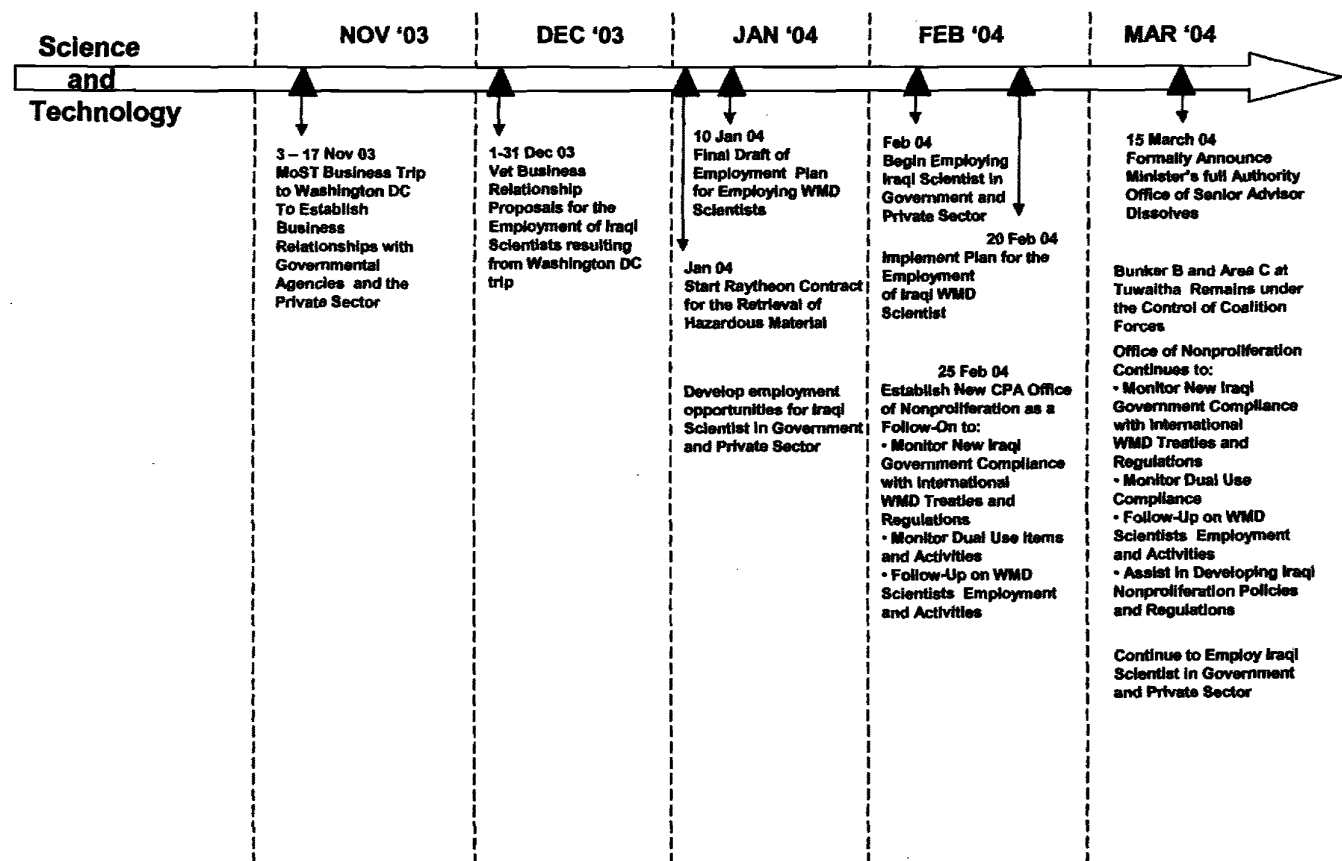 Science
and
Technology
NOV '03
DEC '03
JAN '04
FEB '04
MAR '04
3 – 17 Nov 03
MoST Business Trip
to Washington DC
To Establish
Business
Relationships with
Governmental
Agencies and the
Private Sector
1-31 Dec 03
Vet Business
Relationship
Proposals for the
Employment of Iraqi
Scientists resulting
from Washington DC
trip
10 Jan 04
Final Draft of
Employment Plan
for Employing WMD
Scientists
Jan 04
Start Raytheon Contract
for the Retrieval of
Hazardous Material
Develop employment
opportunities for Iraqi
Scientist in Government
and Private Sector
Feb 04
Begin Employing
Iraqi Scientist in
Government and
Private Sector
20 Feb 04
Implement Plan for the
Employment
of Iraqi WMD
Scientist
25 Feb 04
Establish New CPA Office
of Nonproliferation as a
Follow-On to:
• Monitor New Iraqi
Government Compliance
with International
WMD Treaties and
Regulations
• Monitor Dual Use Items
and Activities
• Follow-Up on WMD
Scientists Employment
and Activities
15 March 04
Formally Announce
Minister's full Authority
Office of Senior Advisor
Dissolves
Bunker B and Area C at
Tuwaitha Remains under
the Control of Coalition
Forces
Office of Nonproliferation
Continues to:
• Monitor New Iraqi
Government Compliance
with International
WMD Treaties and
Regulations
• Monitor Dual Use
Compliance
• Follow-Up on WMD
Scientists Employment
and Activities
• Assist in Developing Iraqi
Nonproliferation Policies
and Regulations
Continue to Employ Iraqi
Scientist in Government
and Private Sector